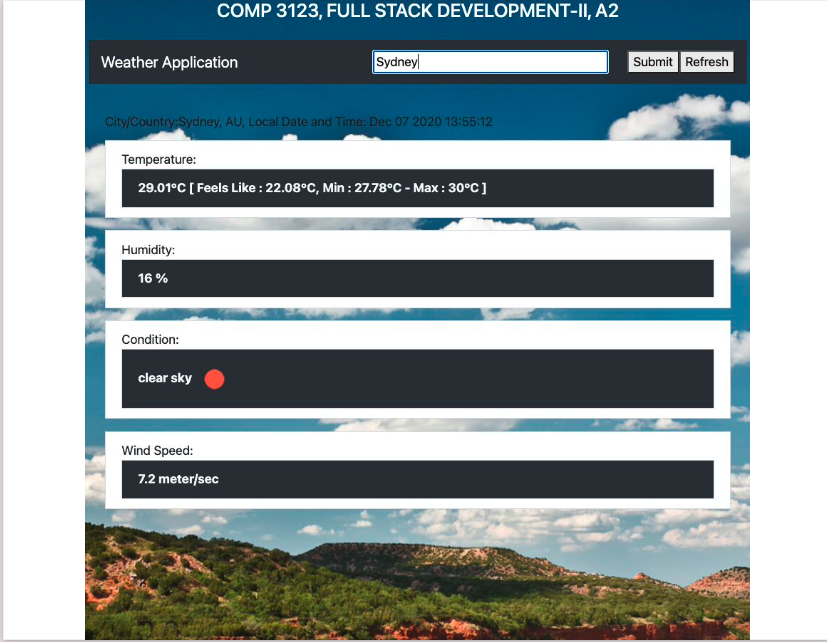 COMP 3123, FULL STACK DEVELOPMENT-II, A2
Weather Application Sydney Submit Refresh
City/Country:Sydney, AU, Local Date and Time: Dec 07 2020 13:55:12
Temperature:
29.01°C [ Feels Like : 22.08°C, Min : 27.78°C - Max : 30°C ]
Humidity:
16 %
Condition:
clear sky
Wind Speed:
7.2 meter/sec